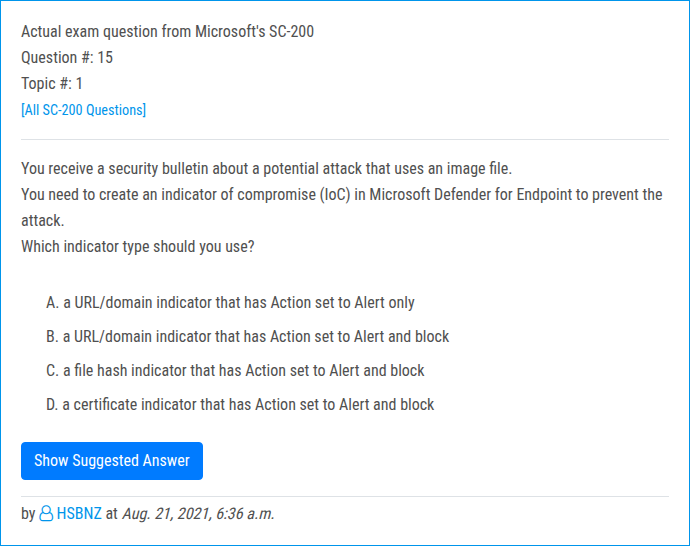 Actual exam question from Microsoft's SC-200
Question #: 15
Topic #: 1
[All SC-200 Questions]
You receive a security bulletin about a potential attack that uses an image file.
You need to create an indicator of compromise (IoC) in Microsoft Defender for Endpoint to prevent the
attack.
Which indicator type should you use?
A. a URL/domain indicator that has Action set to Alert only
B. a URL/domain indicator that has Action set to Alert and block
C. a file hash indicator that has Action set to Alert and block
D. a certificate indicator that has Action set to Alert and block
Show Suggested Answer
by HSBNZ at Aug. 21, 2021, 6:36 a.m.